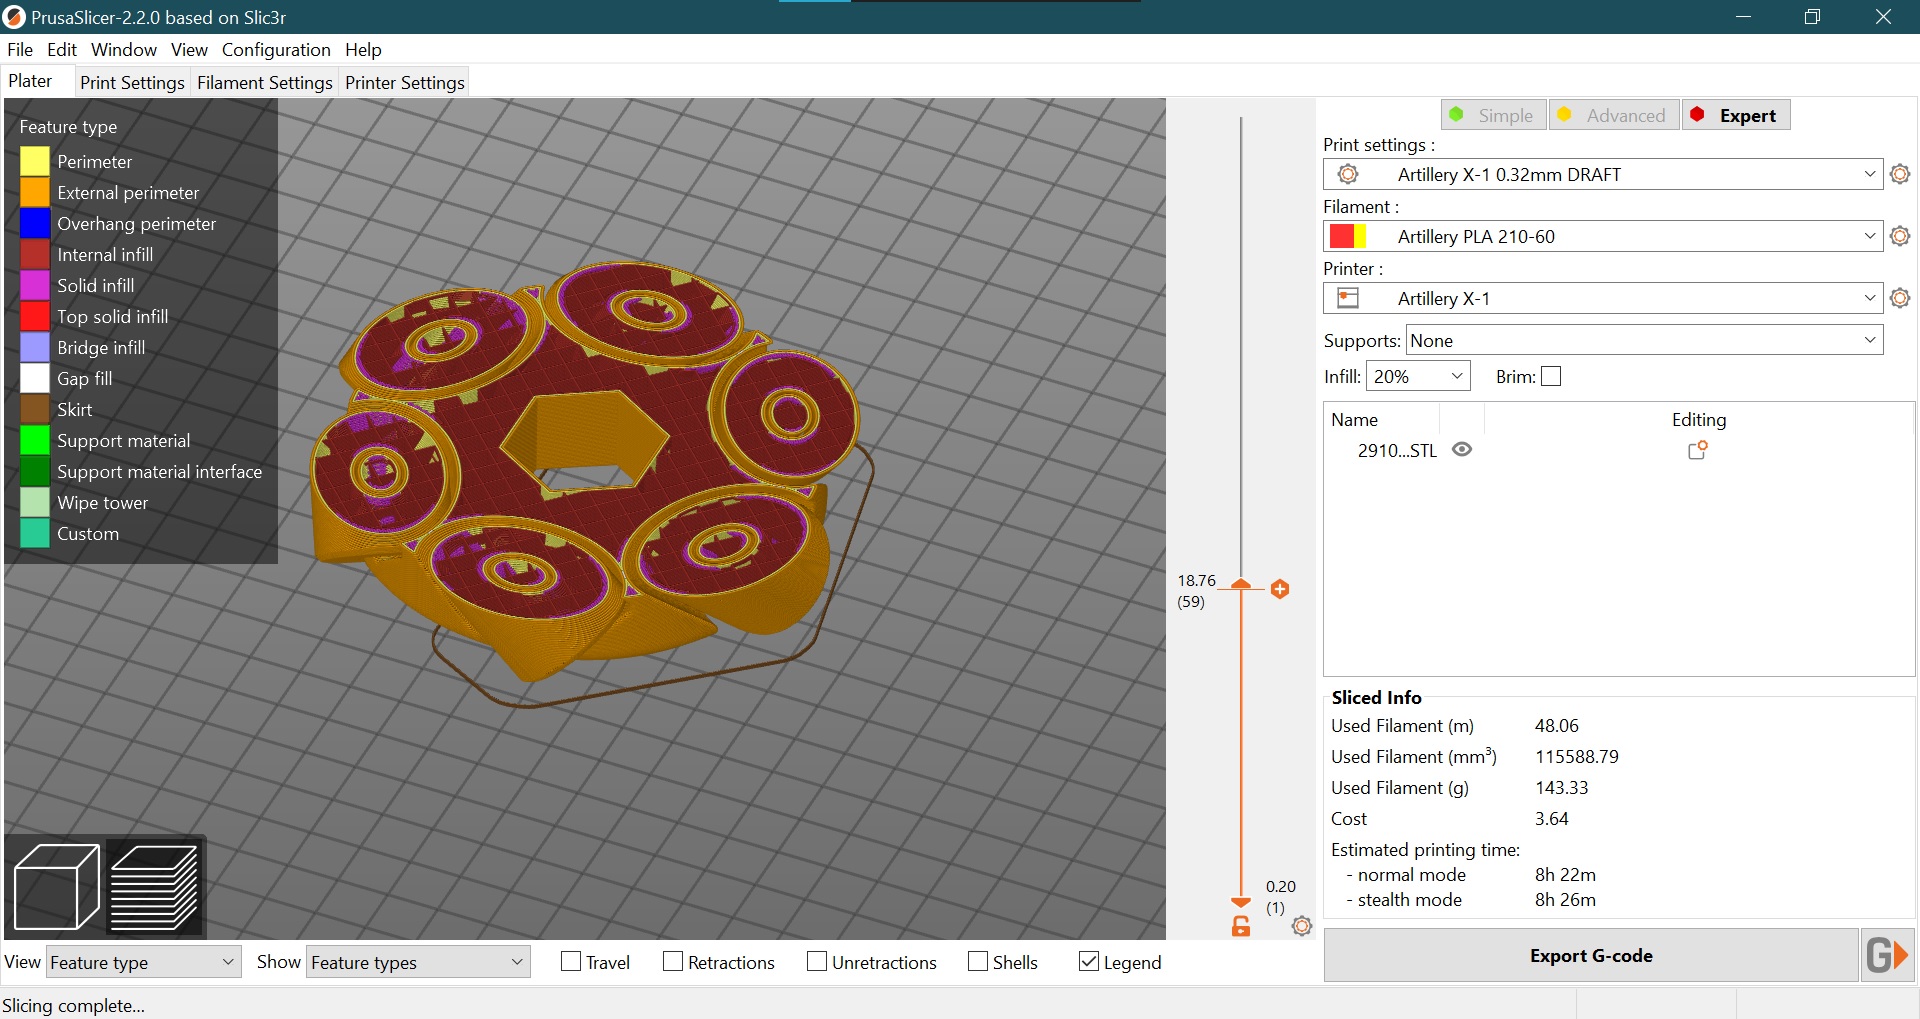 PrusaSlicer-2.2.0 based on Slic3r
File Edit Window View Configuration Help
Plater Print Settings Filament Settings Printer Settings
Feature type
Perimeter
External perimeter
Overhang perimeter
Internal infill
Solid infill
Top solid infill
Bridge infill
Gap fill
Skirt
Support material
Support material interface
Wipe tower
Custom
18.76
(59)
0.20
(1)
Simple Advanced Expert
Print settings :
Artillery X-1 0.32mm DRAFT
Filament :
Artillery PLA 210-60
Printer :
Artillery X-1
Supports: None
Infill: 20% Brim:
Name Editing
2910...STL
Sliced Info
Used Filament (m) 48.06
Used Filament (mm³) 115588.79
Used Filament (g) 143.33
Cost 3.64
Estimated printing time:
- normal mode 8h 22m
- stealth mode 8h 26m
Export G-code G
View Feature type Show Feature types Travel Retractions Unretractions Shells Legend
Slicing complete...